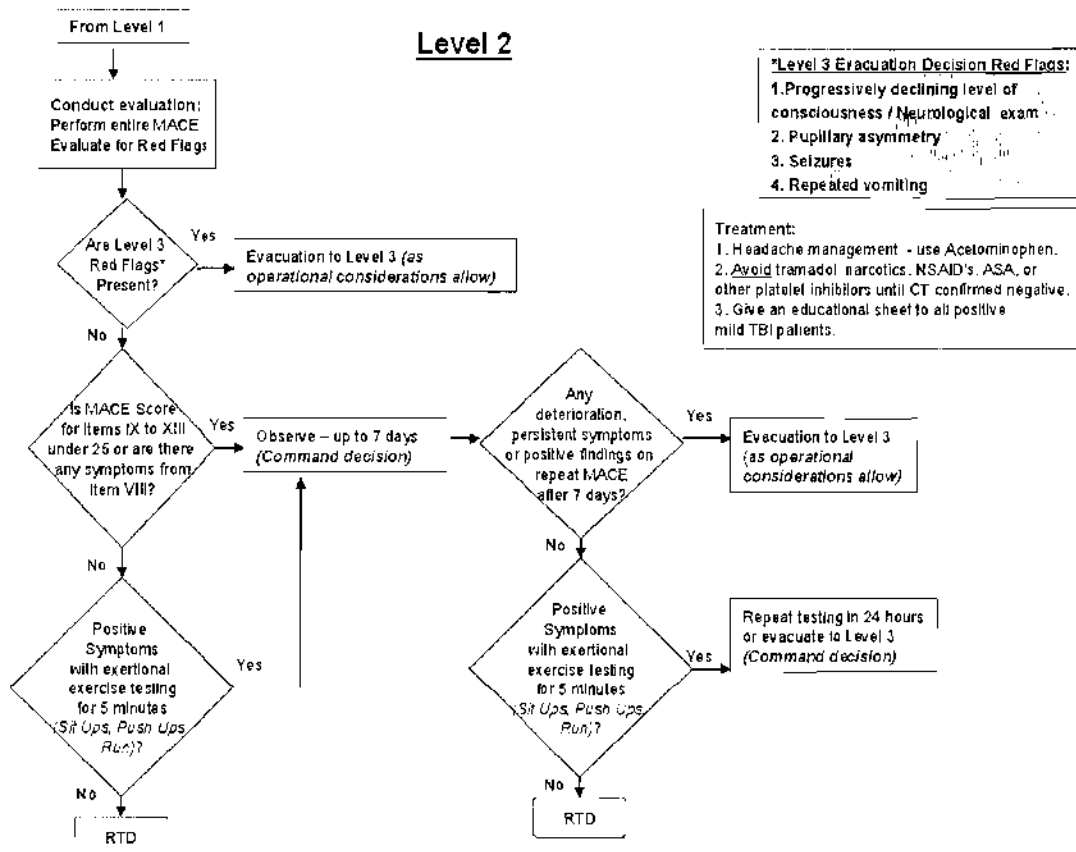 From Level 1
Level 2
*Level 3 Evacuation Decision Red Flags:
1.Progressively declining level of
consciousness / Neurological exam
2. Pupillary asymmetry
3. Seizures
4. Repeated vomiting
Conduct evaluation:
Perform entire MACE
Evaluate for Red Flags
Treatment:
1. Headache management - use Acetominophen.
2. Avoid tramadol narcotics. NSAID's. ASA, or
other platelet inhibitors until CT confirmed negative.
3. Give an educational sheet to all positive
mild TBI patients.
Are Level 3
Red Flags*
Present?
Yes
Evacuation to Level 3 (as
operational considerations allow)
No
Is MACE Score
for Items IX to XIII
under 25 or are there
any symptoms from
Item VIII?
Yes
Observe – up to 7 days
(Command decision)
Any
deterioration,
persistent symptoms
or positive findings on
repeat MACE
after 7 days?
Yes
Evacuation to Level 3
(as operational
considerations allow)
No
No
Positive
Symptoms
with exertional
exercise testing
for 5 minutes
(Sit Ups, Push Ups,
Run)?
Yes
Positive
Symptoms
with exertional
exercise testing
for 5 minutes
(Sit Ups, Push Ups,
Run)?
Yes
Repeat testing in 24 hours
or evacuate to Level 3
(Command decision)
No
RTD
No
RTD